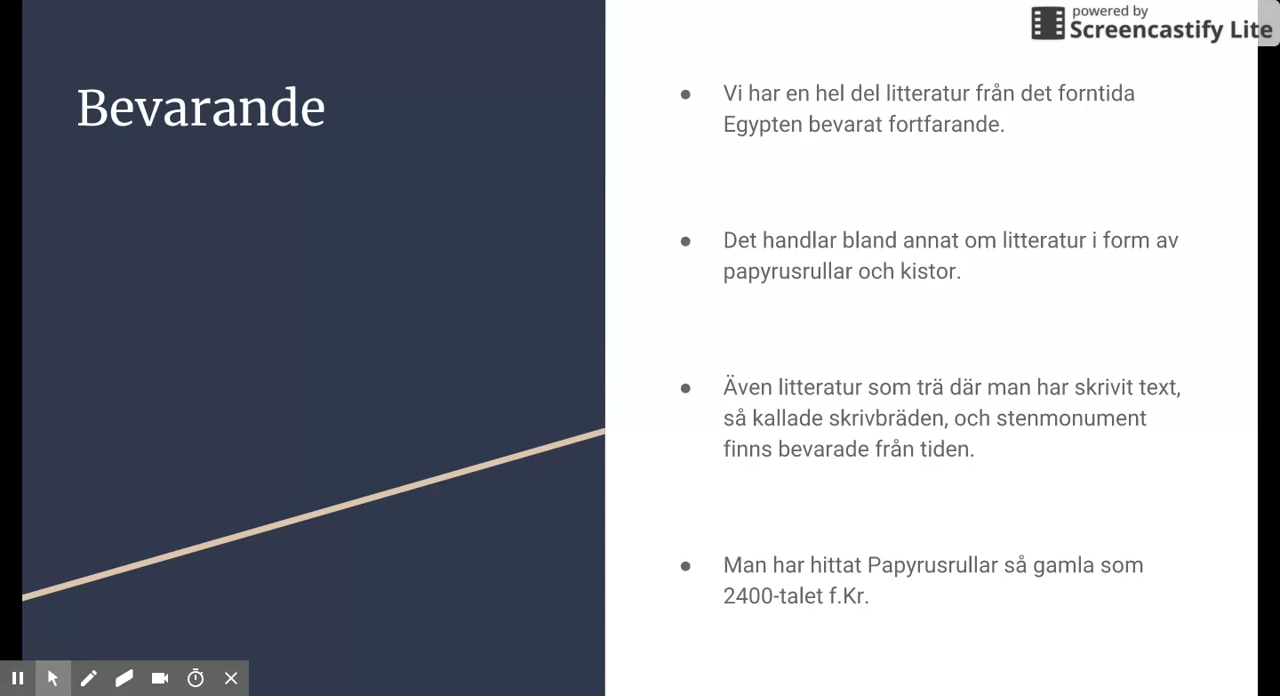 powered by
Screencastify Lite
Bevarande
● Vi har en hel del litteratur från det forntida
Egypten bevarat fortfarande.
● Det handlar bland annat om litteratur i form av
papyrusrullar och kistor.
● Även litteratur som trä där man har skrivit text,
så kallade skrivbräden, och stenmonument
finns bevarade från tiden.
● Man har hittat Papyrusrullar så gamla som
2400-talet f.Kr.